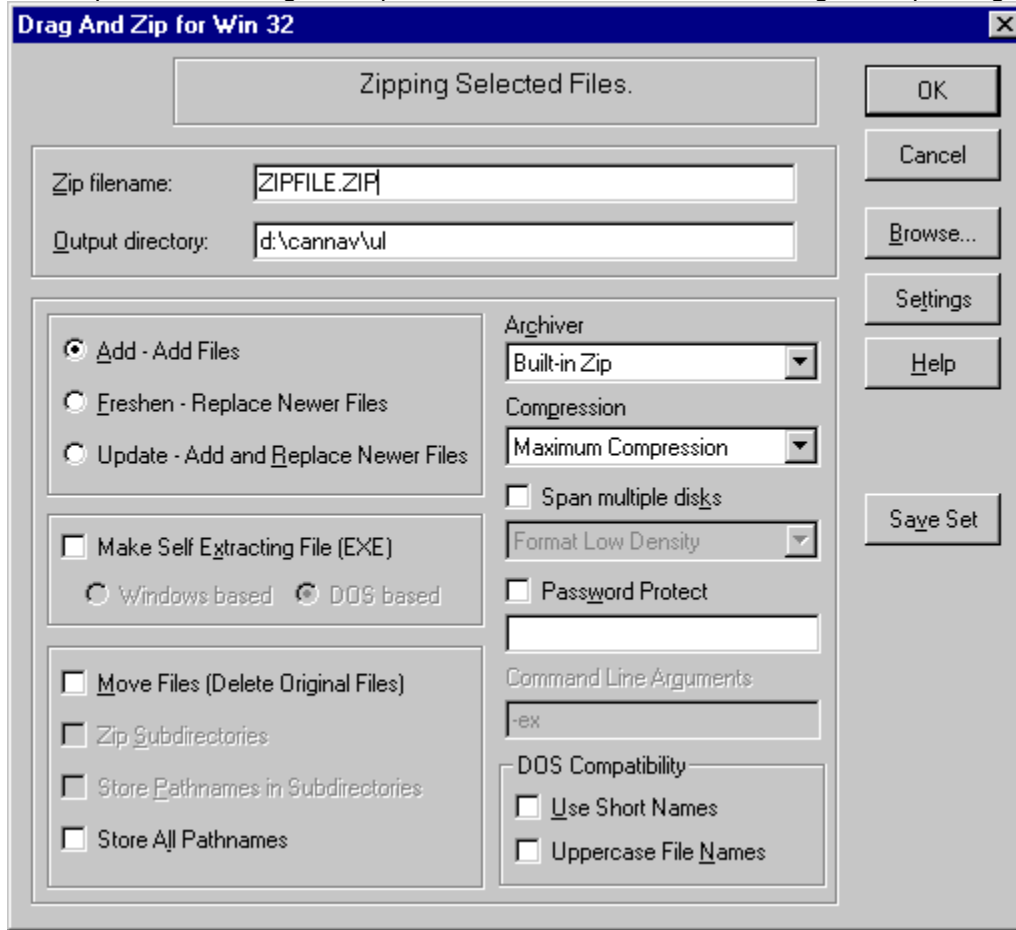 Drag And Zip for Win 32
Zipping Selected Files.
OK
Cancel
Zip filename: ZIPFILE.ZIP
Output directory: d:\cannav\ul
Browse...
Settings
Help
Save Set
Add - Add Files
Freshen - Replace Newer Files
Update - Add and Replace Newer Files
Make Self Extracting File (EXE)
Windows based DOS based
Move Files (Delete Original Files)
Zip Subdirectories
Store Pathnames in Subdirectories
Store All Pathnames
Archiver
Built-in Zip
Compression
Maximum Compression
Span multiple disks
Format Low Density
Password Protect
Command Line Arguments
-ex
DOS Compatibility
Use Short Names
Uppercase File Names